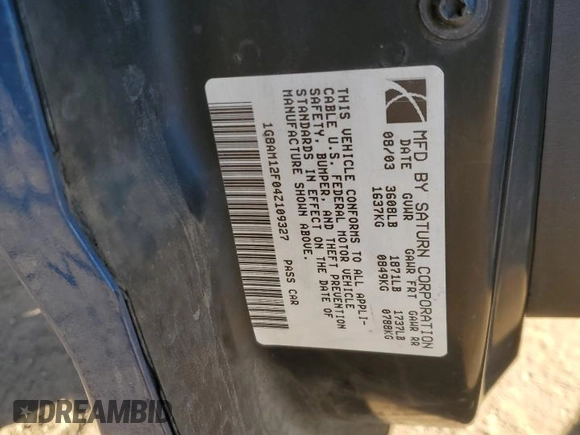 MFD BY SATURN CORPORATION
DATE GVWR GAWR FRT GAWR RR
08/03 3608LB 1871LB 1737LB
1637KG 0849KG 0788KG
THIS VEHICLE CONFORMS TO ALL APPLI-
CABLE U.S. FEDERAL MOTOR VEHICLE
SAFETY, BUMPER, AND THEFT PREVENTION
STANDARDS IN EFFECT ON THE DATE OF
MANUFACTURE SHOWN ABOVE.
1G8AM12F04Z109327 PASS CAR
DREAMBID